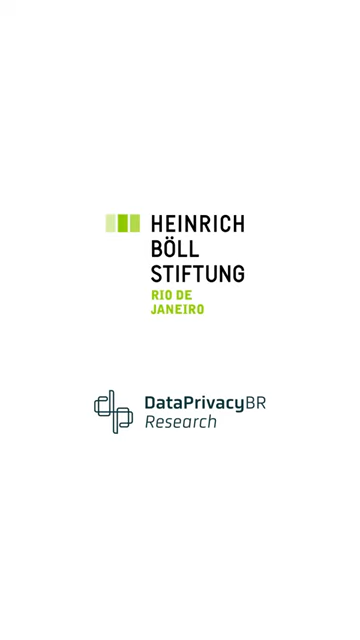 HEINRICH
BÖLL
STIFTUNG
RIO DE
JANEIRO
DataPrivacyBR
Research